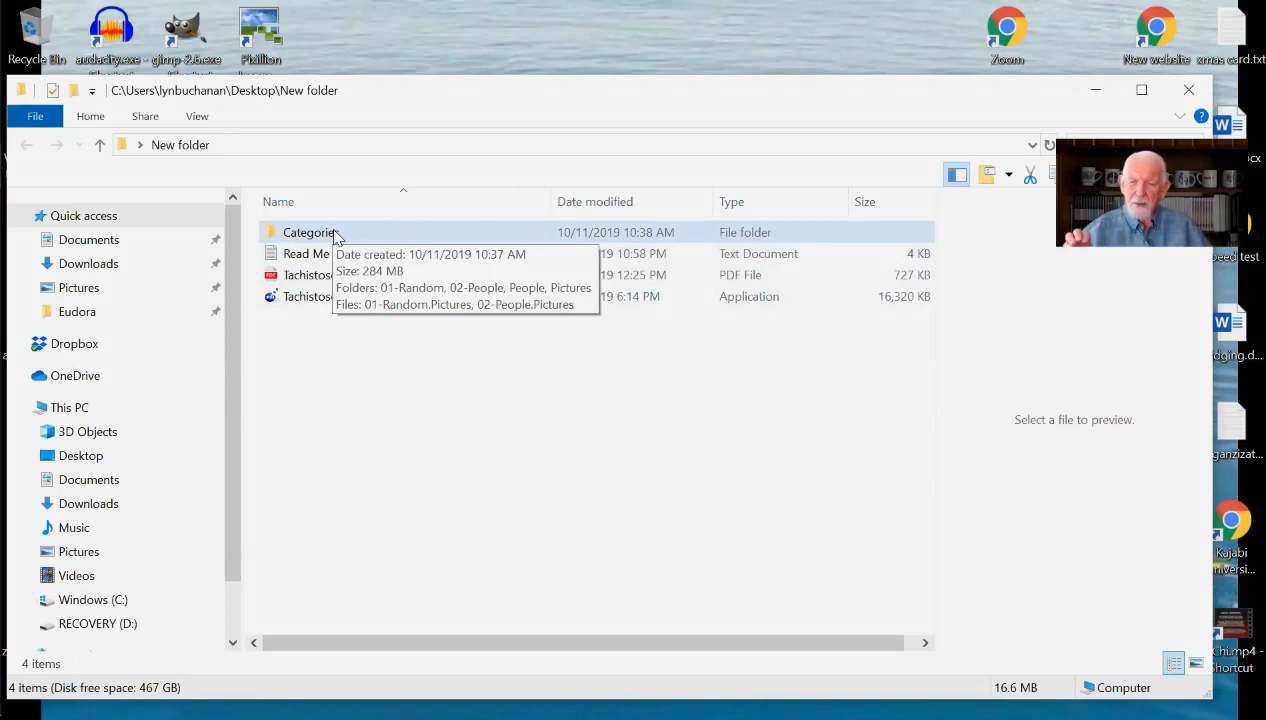 Recycle Bin
audacity.exe - gimp-2.6.exe
Pixillion
Zoom
New website
xmas card.txt
C:\Users\lynbuchanan\Desktop\New folder
File Home Share View
New folder
Name Date modified Type Size
Categories 10/11/2019 10:38 AM File folder
Read Me 19 10:58 PM Text Document 4 KB
19 12:25 PM PDF File 727 KB
19 6:14 PM Application 16,320 KB
Date created: 10/11/2019 10:37 AM
Size: 284 MB
Folders: 01-Random, 02-People, People, Pictures
Files: 01-Random.Pictures, 02-People.Pictures
Quick access
Documents
Downloads
Pictures
Eudora
Dropbox
OneDrive
This PC
3D Objects
Desktop
Documents
Downloads
Music
Pictures
Videos
Windows (C:)
RECOVERY (D:)
Select a file to preview.
4 items
4 items (Disk free space: 467 GB)
16.6 MB
Computer
Kajabi
Chi.mp4 -
Shortcut